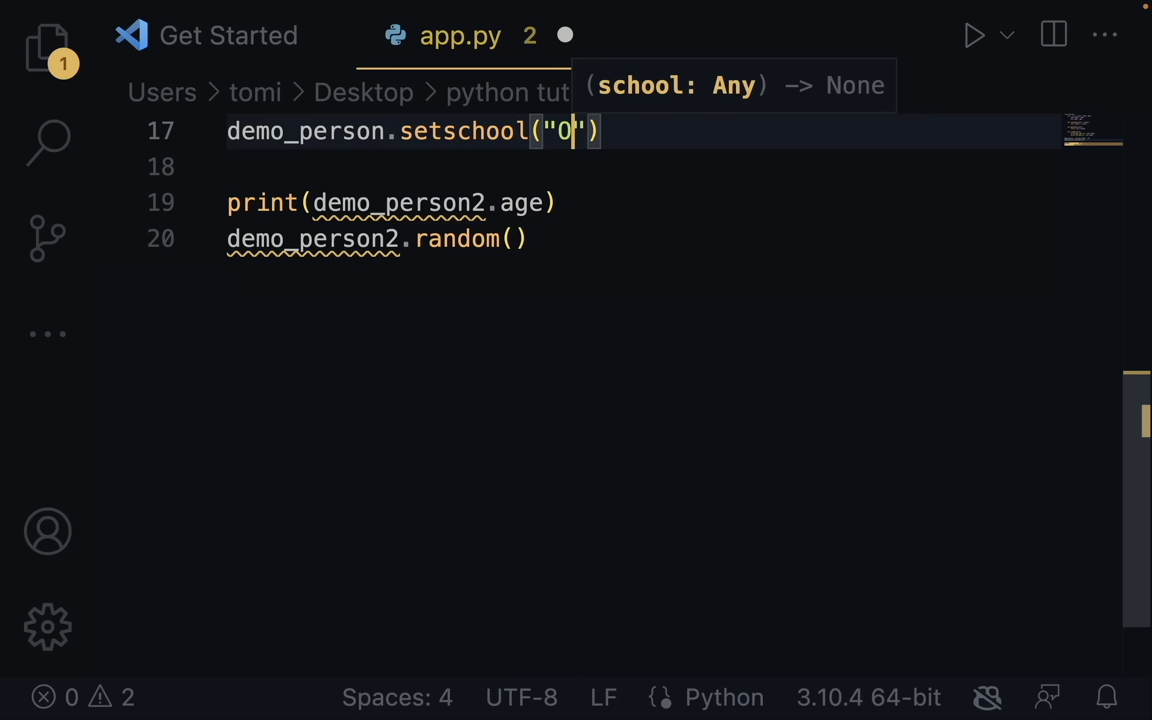 Get Started
app.py 2
1
Users > tomi > Desktop > python tut
(school: Any) -> None
17 demo_person.setschool("O")
18
19 print(demo_person2.age)
20 demo_person2.random()
0 2 Spaces: 4 UTF-8 LF Python 3.10.4 64-bit